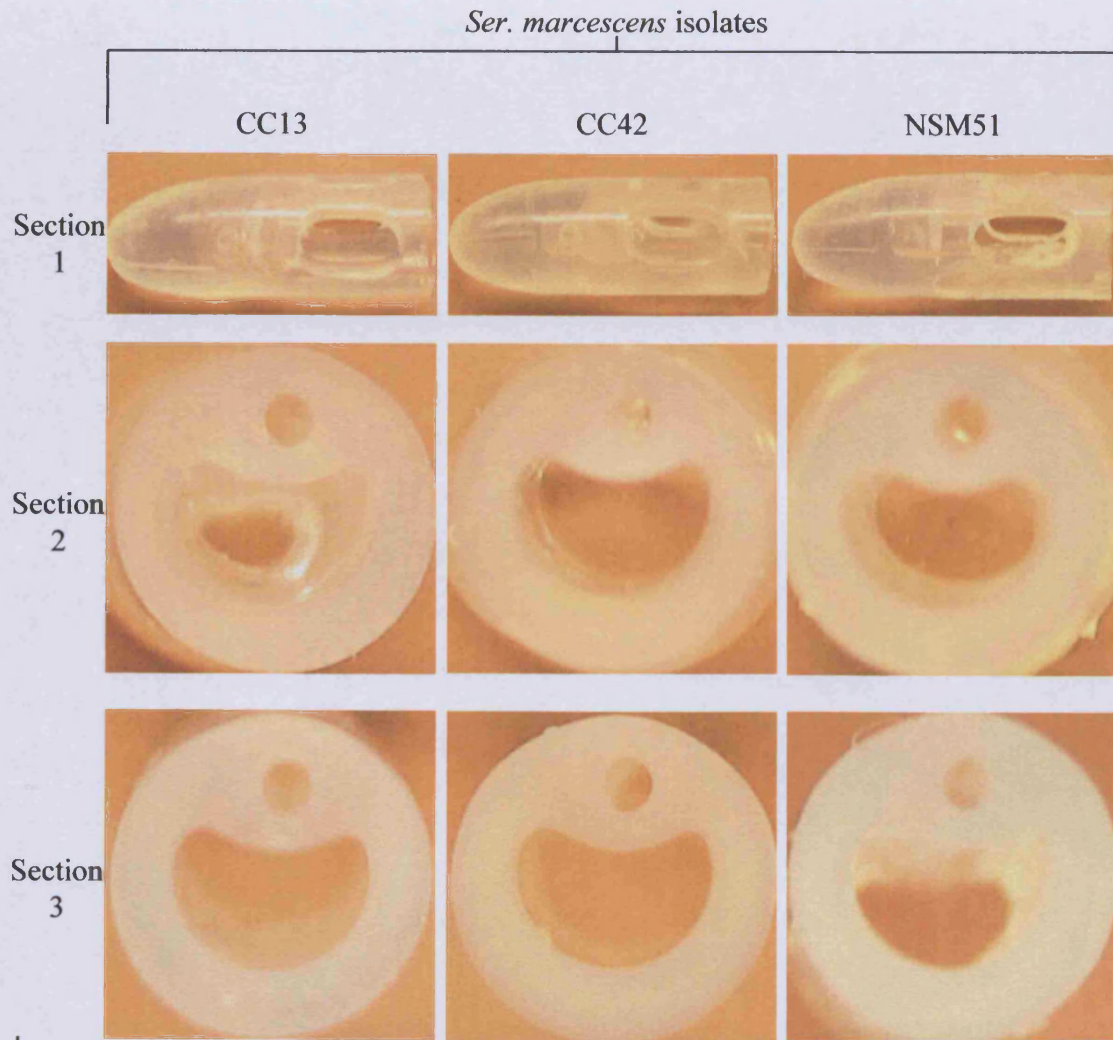 Ser. marcescens isolates
CC13 CC42 NSM51
Section
1
Section
2
Section
3